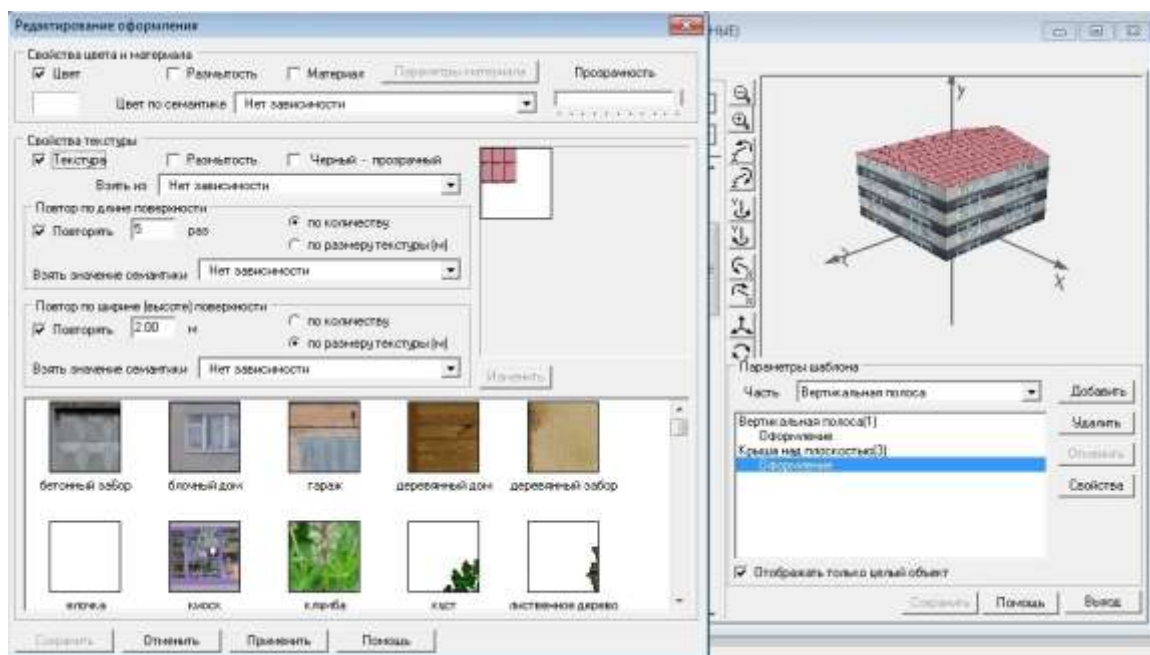 Редактирование оформления
НЫЕ)
Свойства цвета и материала
Цвет
Размытость
Материал
Параметры материала
Прозрачность
Цвет по семантике
Нет зависимости
Свойства текстуры
Текстура
Размытость
Черный - прозрачный
Взять из
Нет зависимости
Повтор по длине поверхности
Повторять
5
раз
по количеству
по размеру текстуры (м)
Взять значение семантики
Нет зависимости
Повтор по ширине (высоте) поверхности
Повторять
2.00
м
по количеству
по размеру текстуры (м)
Взять значение семантики
Нет зависимости
Изменить
бетонный забор
блочный дом
гараж
деревянный дом
деревянный забор
елочка
киоск
клумба
куст
лиственное дерево
Сохранить
Отменить
Применить
Помощь
Y
Z
X
Параметры шаблона
Часть
Вертикальная полоса
Добавить
Вертикальная полоса(1)
Оформление
Крыша над плоскостью(3)
Оформление
Удалить
Отменить
Свойства
Отображать только целый объект
Сохранить
Помощь
Выход